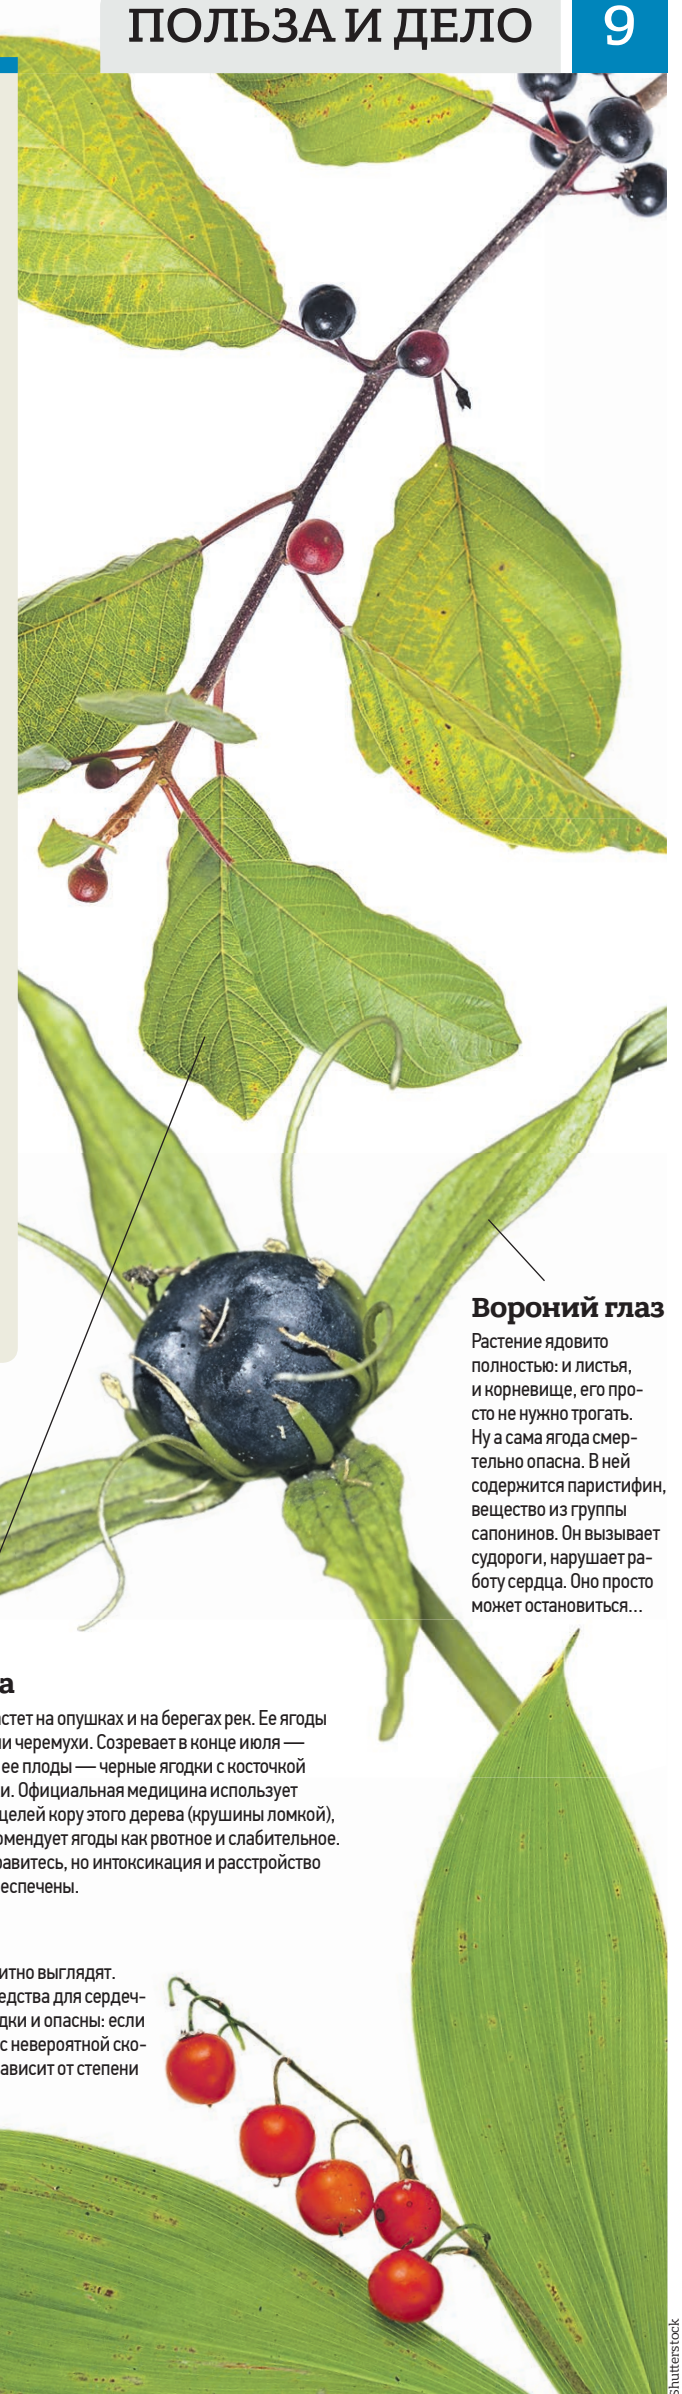 ПОЛЬЗА И ДЕЛО
9
Вороний глаз
Растение ядовито
полностью: и листья,
и корневище, его про-
сто не нужно трогать.
Ну а сама ягода смер-
тельно опасна. В ней
содержится паристифин,
вещество из группы
сапонинов. Он вызывает
судороги, нарушает ра-
боту сердца. Оно просто
может остановиться...
а
стет на опушках и на берегах рек. Ее ягоды
и черемухи. Созревает в конце июля —
ее плоды — черные ягодки с косточкой
и. Официальная медицина использует
целей кору этого дерева (крушины ломкой),
омендует ягоды как рвотное и слабительное.
равитесь, но интоксикация и расстройство
еспечены.
итно выглядят.
едства для сердеч-
дки и опасны: если
с невероятной ско-
ависит от степени
Shutterstock